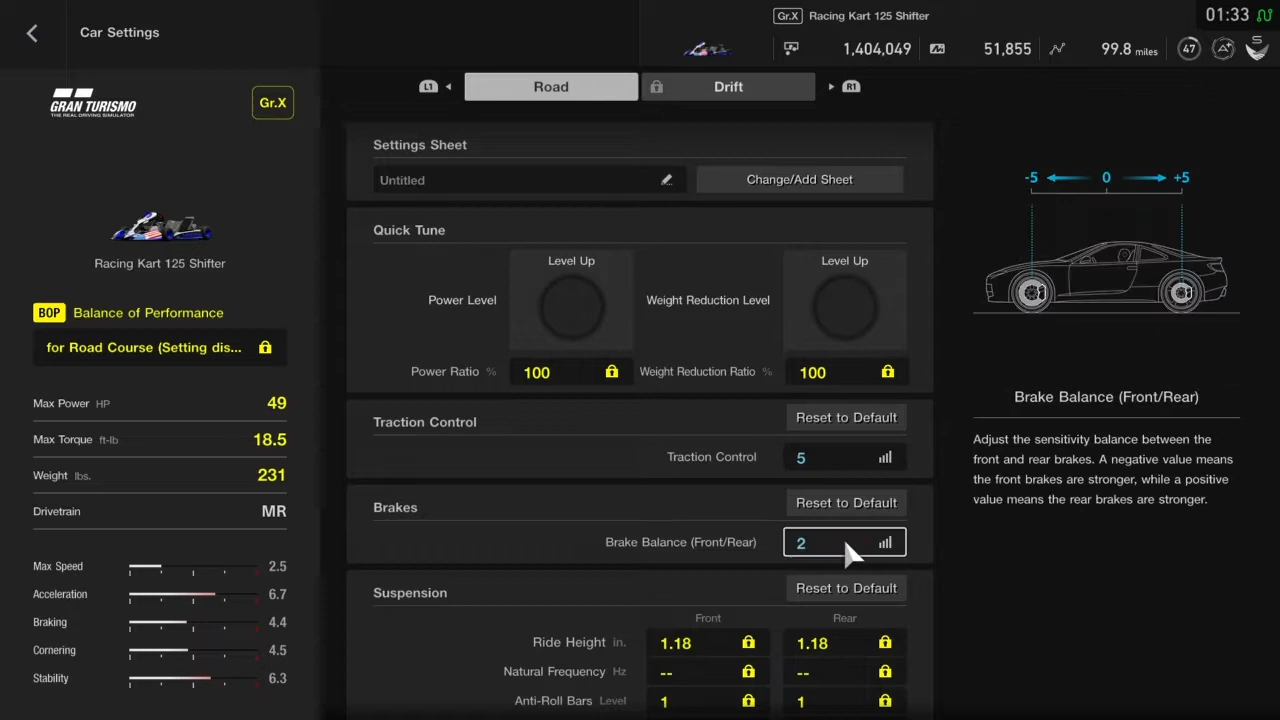 Car Settings
Gr.X Racing Kart 125 Shifter
01:33
1,404,049
51,855
99.8 miles
47
A+
S
L1
Road
Drift
R1
GRAN TURISMO
THE REAL DRIVING SIMULATOR
Gr.X
Racing Kart 125 Shifter
BOP Balance of Performance
for Road Course (Setting dis...
Max Power HP 49
Max Torque ft-lb 18.5
Weight lbs. 231
Drivetrain MR
Max Speed 2.5
Acceleration 6.7
Braking 4.4
Cornering 4.5
Stability 6.3
Settings Sheet
Untitled
Change/Add Sheet
Quick Tune
Level Up
Level Up
Power Level
Weight Reduction Level
Power Ratio % 100
Weight Reduction Ratio % 100
Traction Control
Reset to Default
Traction Control 5
Brakes
Reset to Default
Brake Balance (Front/Rear) 2
Suspension
Reset to Default
Front Rear
Ride Height in. 1.18 1.18
Natural Frequency Hz -- --
Anti-Roll Bars Level 1 1
-5 0 +5
Brake Balance (Front/Rear)
Adjust the sensitivity balance between the
front and rear brakes. A negative value means
the front brakes are stronger, while a positive
value means the rear brakes are stronger.